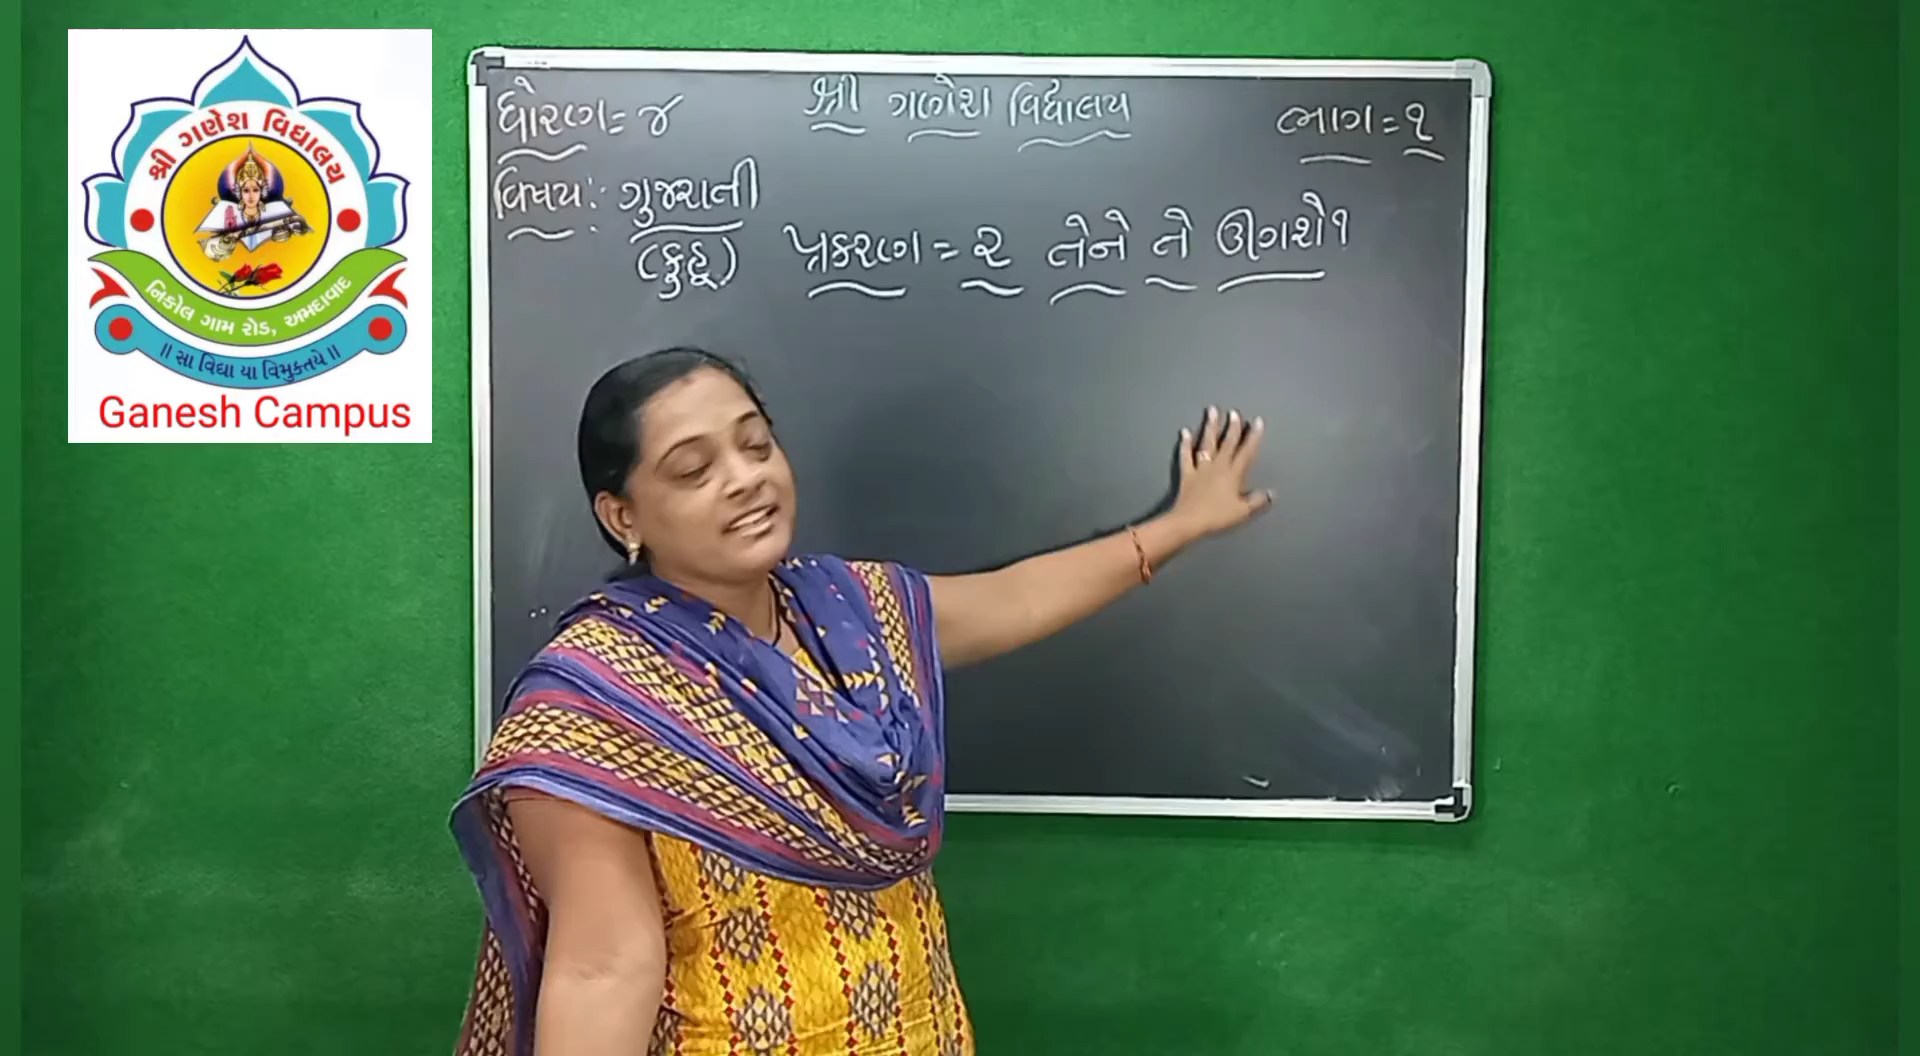 શ્રી ગણેશ વિદ્યાલય
નિકોલ ગામ રોડ, અમદાવાદ
॥ સા વિદ્યા યા વિમુક્તયે ॥
Ganesh Campus
ધોરણ = ૪ શ્રી ગણેશ વિદ્યાલય ભાગ = ૧
વિષય : ગુજરાતી
(કુહૂ) પ્રકરણ = ૨ તેને તે ઊગશે ?